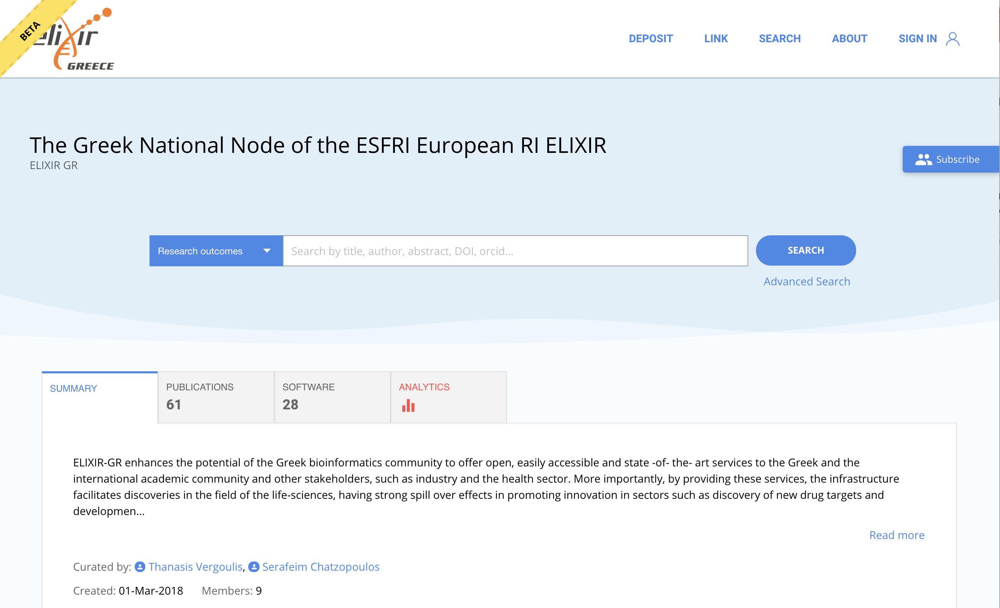 BETA
elixir
GREECE
DEPOSIT LINK SEARCH ABOUT SIGN IN
The Greek National Node of the ESFRI European RI ELIXIR
ELIXIR GR
Subscribe
Research outcomes Search by title, author, abstract, DOI, orcid... SEARCH
Advanced Search
SUMMARY PUBLICATIONS SOFTWARE ANALYTICS
61 28
ELIXIR-GR enhances the potential of the Greek bioinformatics community to offer open, easily accessible and state -of- the- art services to the Greek and the
international academic community and other stakeholders, such as industry and the health sector. More importantly, by providing these services, the infrastructure
facilitates discoveries in the field of the life-sciences, having strong spill over effects in promoting innovation in sectors such as discovery of new drug targets and
developmen...
Read more
Curated by: Thanasis Vergoulis, Serafeim Chatzopoulos
Created: 01-Mar-2018 Members: 9